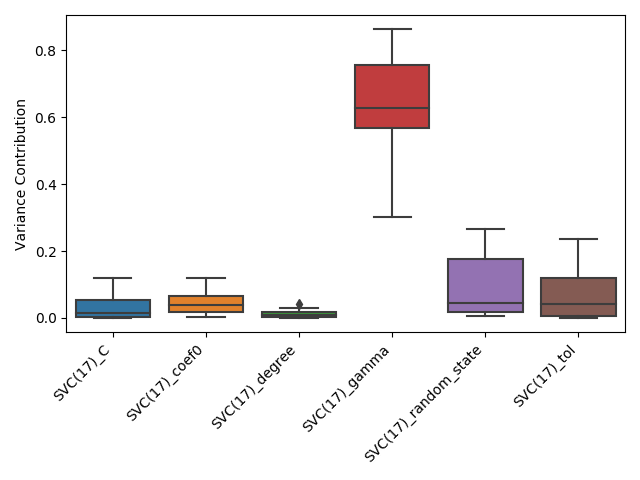 Variance Contribution
0.8
0.6
0.4
0.2
0.0
SVC(17)_C
SVC(17)_coef0
SVC(17)_degree
SVC(17)_gamma
SVC(17)_random_state
SVC(17)_tol